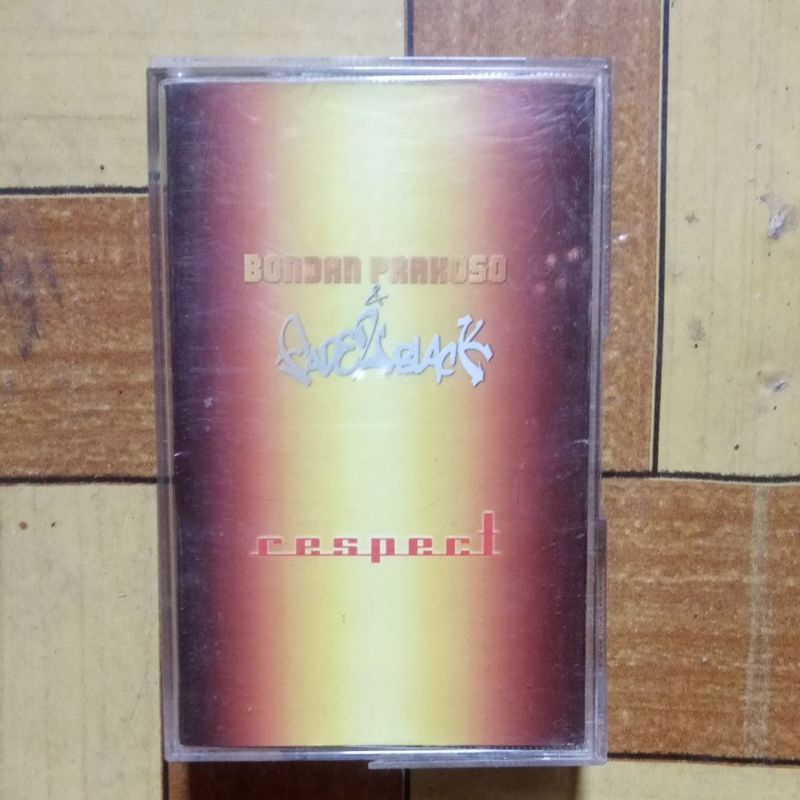 BONDAN PRAKOSO
&
FADE2BLACK
respect